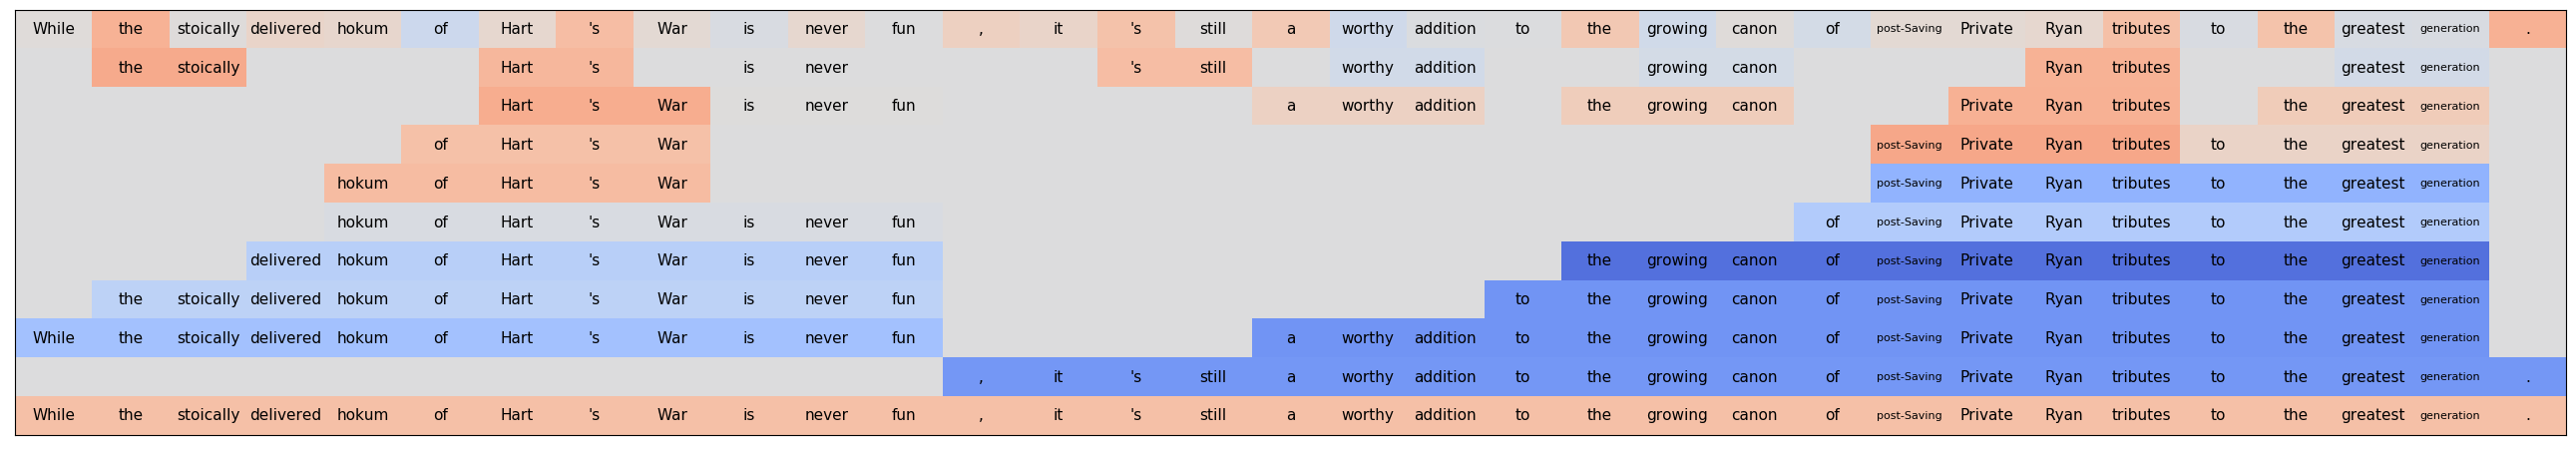 While the stoically delivered hokum of Hart 's War is never fun , it 's still a worthy addition to the growing canon of post-Saving Private Ryan tributes to the greatest generation .
the stoically Hart 's is never 's still worthy addition growing canon Ryan tributes greatest generation
Hart 's War is never fun a worthy addition the growing canon Private Ryan tributes the greatest generation
of Hart 's War post-Saving Private Ryan tributes to the greatest generation
hokum of Hart 's War post-Saving Private Ryan tributes to the greatest generation
hokum of Hart 's War is never fun of post-Saving Private Ryan tributes to the greatest generation
delivered hokum of Hart 's War is never fun the growing canon of post-Saving Private Ryan tributes to the greatest generation
the stoically delivered hokum of Hart 's War is never fun to the growing canon of post-Saving Private Ryan tributes to the greatest generation
While the stoically delivered hokum of Hart 's War is never fun a worthy addition to the growing canon of post-Saving Private Ryan tributes to the greatest generation
, it 's still a worthy addition to the growing canon of post-Saving Private Ryan tributes to the greatest generation .
While the stoically delivered hokum of Hart 's War is never fun , it 's still a worthy addition to the growing canon of post-Saving Private Ryan tributes to the greatest generation .